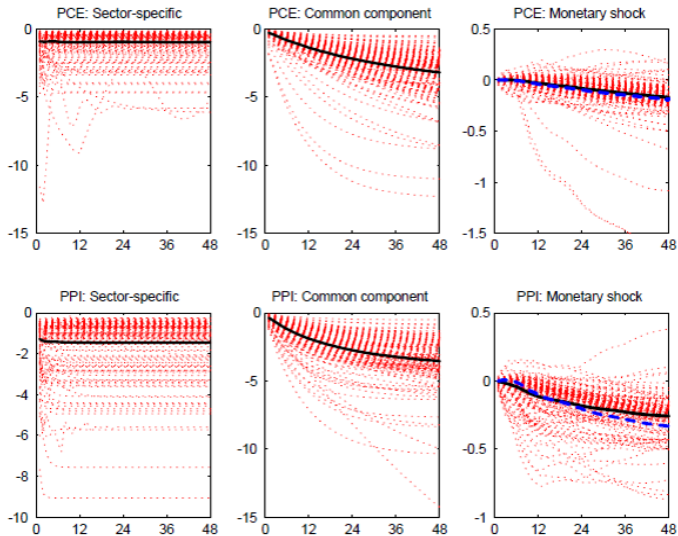 PCE: Sector-specific
0
-5
-10
-15
0 12 24 36 48
PCE: Common component
0
-5
-10
-15
0 12 24 36 48
PCE: Monetary shock
0.5
0
-0.5
-1
-1.5
0 12 24 36 48
PPI: Sector-specific
0
-2
-4
-6
-8
-10
0 12 24 36 48
PPI: Common component
0
-5
-10
-15
0 12 24 36 48
PPI: Monetary shock
0.5
0
-0.5
-1
0 12 24 36 48